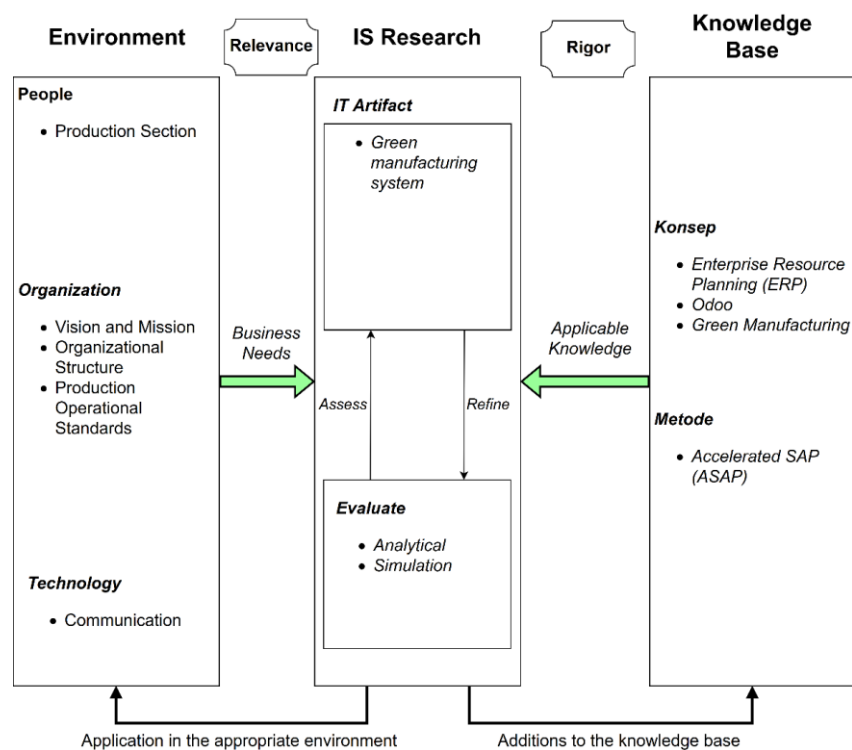 Environment
Relevance
IS Research
Rigor
Knowledge
Base
People
• Production Section
Organization
• Vision and Mission
• Organizational
Structure
• Production
Operational
Standards
Technology
• Communication
Business
Needs
IT Artifact
• Green
manufacturing
system
Assess
Refine
Evaluate
• Analytical
• Simulation
Applicable
Knowledge
Konsep
• Enterprise Resource
Planning (ERP)
• Odoo
• Green Manufacturing
Metode
• Accelerated SAP
(ASAP)
Application in the appropriate environment
Additions to the knowledge base